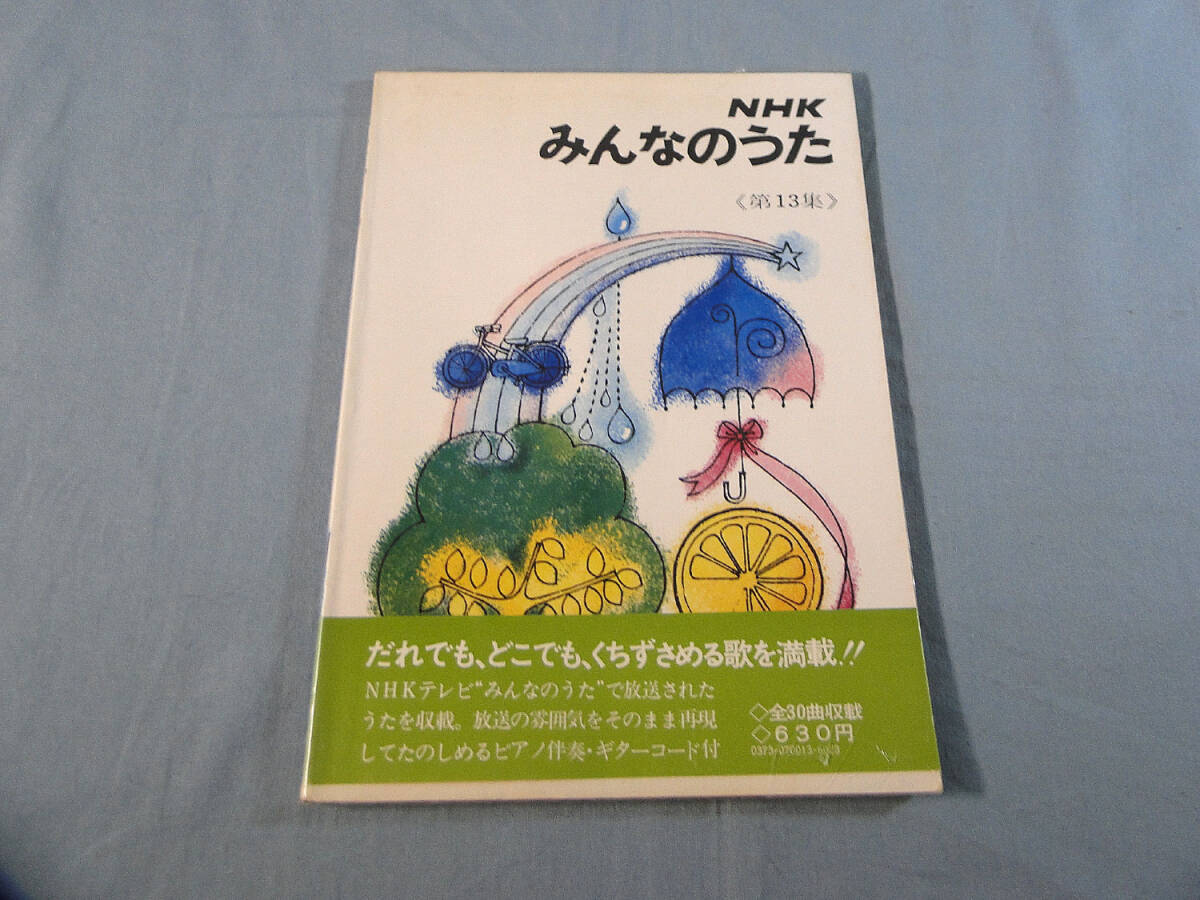 NHK
みんなのうた
《第13集》
だれでも、どこでも、くちずさめる歌を満載!!
NHKテレビ“みんなのうた”で放送された
うたを収載。放送の雰囲気をそのまま再現
してたのしめるピアノ伴奏・ギターコード付
◇全30曲収載
◇630円